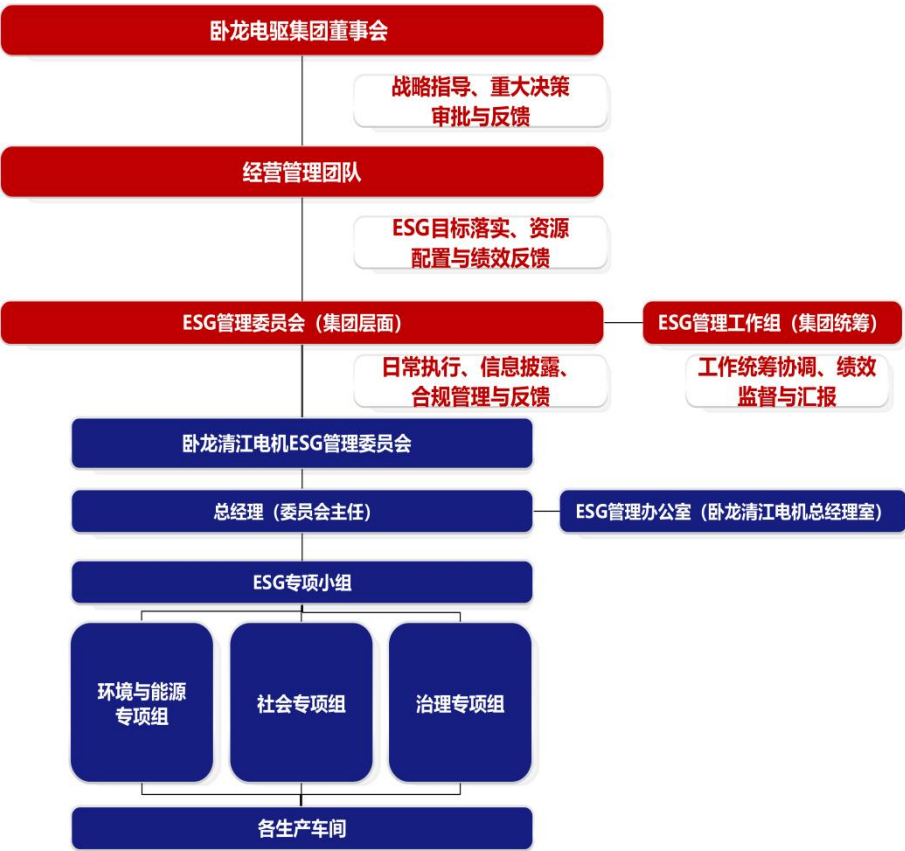 卧龙电驱集团董事会
战略指导、重大决策
审批与反馈
经营管理团队
ESG目标落实、资源
配置与绩效反馈
ESG管理委员会（集团层面）
ESG管理工作组（集团统筹）
日常执行、信息披露、
合规管理与反馈
工作统筹协调、绩效
监督与汇报
卧龙清江电机ESG管理委员会
总经理（委员会主任）
ESG管理办公室（卧龙清江电机总经理室）
ESG专项小组
环境与能源
专项组
社会专项组
治理专项组
各生产车间